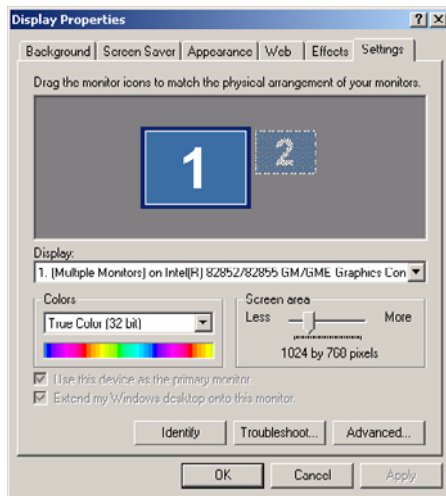 Display Properties
Background Screen Saver Appearance Web Effects Settings
Drag the monitor icons to match the physical arrangement of your monitors.
1 2
Display:
1. (Multiple Monitors) on Intel(R) 82852/82855 GM/GME Graphics Con
Colors Screen area
True Color (32 bit) Less More
1024 by 768 pixels
Use this device as the primary monitor.
Extend my Windows desktop onto this monitor.
Identify Troubleshoot... Advanced...
OK Cancel Apply